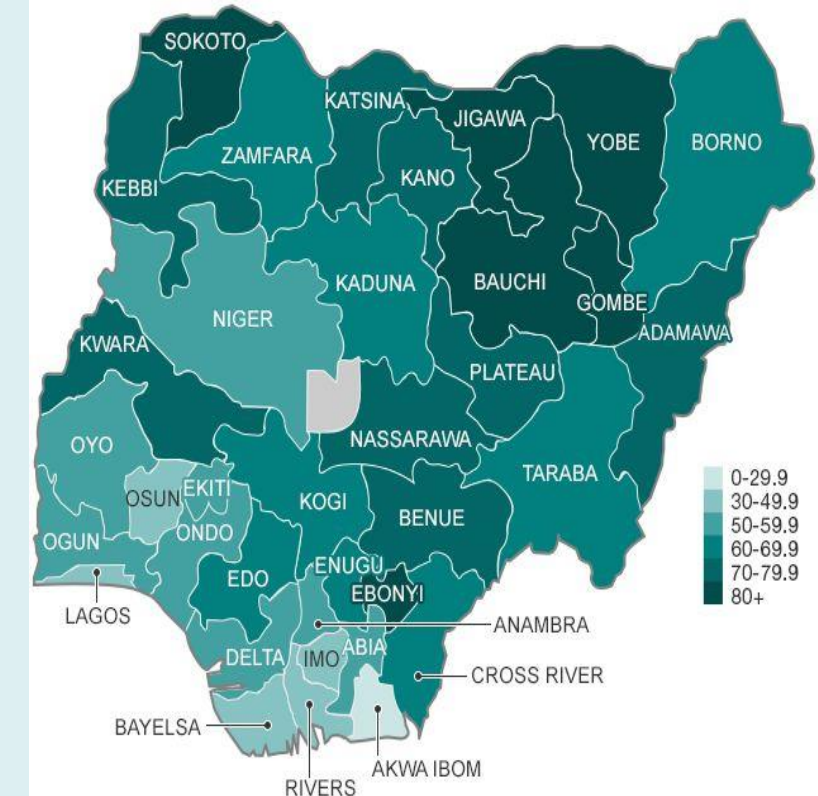 SOKOTO
KATSINA
JIGAWA
YOBE
BORNO
ZAMFARA
KANO
KEBBI
KADUNA
BAUCHI
GOMBE
NIGER
ADAMAWA
KWARA
PLATEAU
NASSARAWA
OYO
TARABA
0-29.9
30-49.9
50-59.9
60-69.9
70-79.9
80+
OSUN
EKITI
KOGI
BENUE
OGUN
ONDO
ENUGU
EDO
EBONYI
LAGOS
ANAMBRA
DELTA
IMO
ABIA
CROSS RIVER
BAYELSA
AKWA IBOM
RIVERS